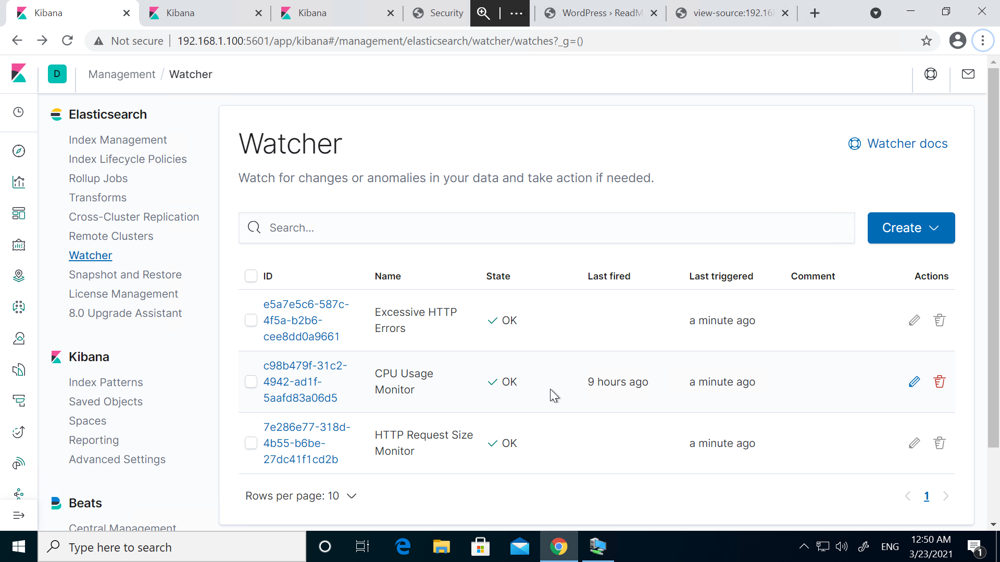 Kibana
Kibana
Kibana
Security
WordPress › ReadM
view-source:192.168
Not secure
192.168.1.100:5601/app/kibana#/management/elasticsearch/watcher/watches?_g=()
D
Management / Watcher
Elasticsearch
Index Management
Index Lifecycle Policies
Rollup Jobs
Transforms
Cross-Cluster Replication
Remote Clusters
Watcher
Snapshot and Restore
License Management
8.0 Upgrade Assistant
Kibana
Index Patterns
Saved Objects
Spaces
Reporting
Advanced Settings
Beats
Central Management
Watcher
Watcher docs
Watch for changes or anomalies in your data and take action if needed.
Search...
Create
ID Name State Last fired Last triggered Comment Actions
e5a7e5c6-587c-
4f5a-b2b6-
cee8dd0a9661
Excessive HTTP
Errors
OK
a minute ago
c98b479f-31c2-
4942-ad1f-
5aafd83a06d5
CPU Usage
Monitor
OK
9 hours ago
a minute ago
7e286e77-318d-
4b55-b6be-
27dc41f1cd2b
HTTP Request Size
Monitor
OK
a minute ago
Rows per page: 10
1
Type here to search
ENG
12:50 AM
3/23/2021
1